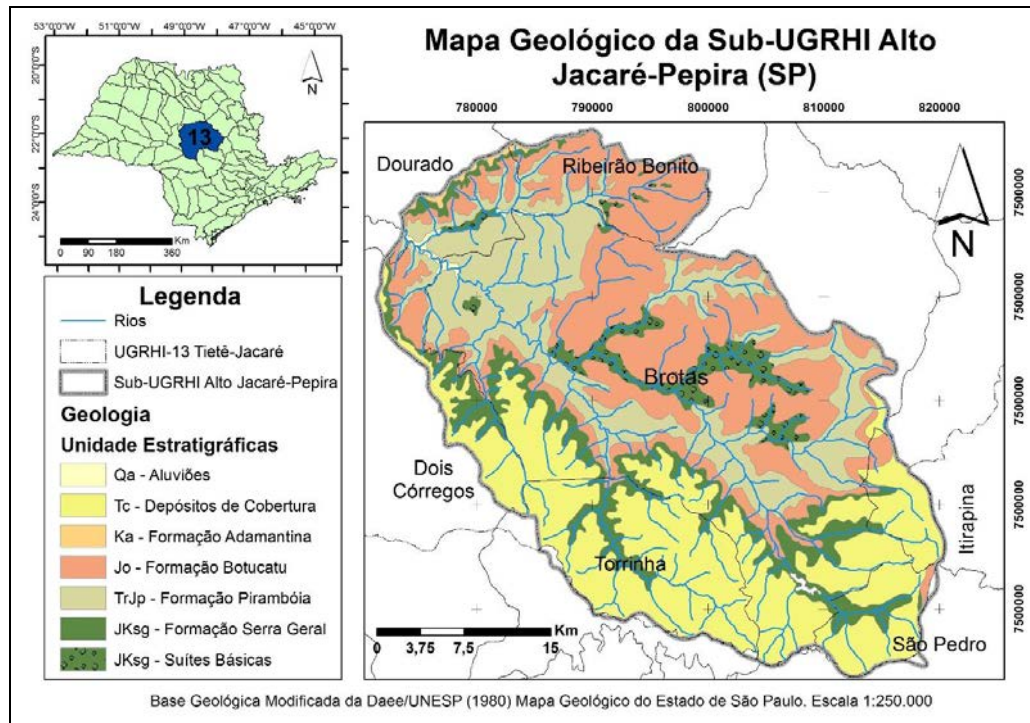 Mapa Geológico da Sub-UGRHI Alto
Jacaré-Pepira (SP)
53°0'0"W 51°0'0"W 49°0'0"W 47°0'0"W 45°0'0"W
20°0'0"S
22°0'0"S
24°0'0"S
13
N
Km
0 90 180 360
780000 790000 800000 810000 820000
7500000
7500000
7500000
7500000
7500000
N
Dourado
Ribeirão Bonito
Brotas
Dois
Córregos
Torrinha
Itirapina
São Pedro
Km
0 3,75 7,5 15
Legenda
Rios
UGRHI-13 Tietê-Jacaré
Sub-UGRHI Alto Jacaré-Pepira
Geologia
Unidade Estratigráficas
Qa - Aluviões
Tc - Depósitos de Cobertura
Ka - Formação Adamantina
Jo - Formação Botucatu
TrJp - Formação Pirambóia
JKsg - Formação Serra Geral
JKsg - Suítes Básicas
Base Geológica Modificada da Daee/UNESP (1980) Mapa Geológico do Estado de São Paulo. Escala 1:250.000